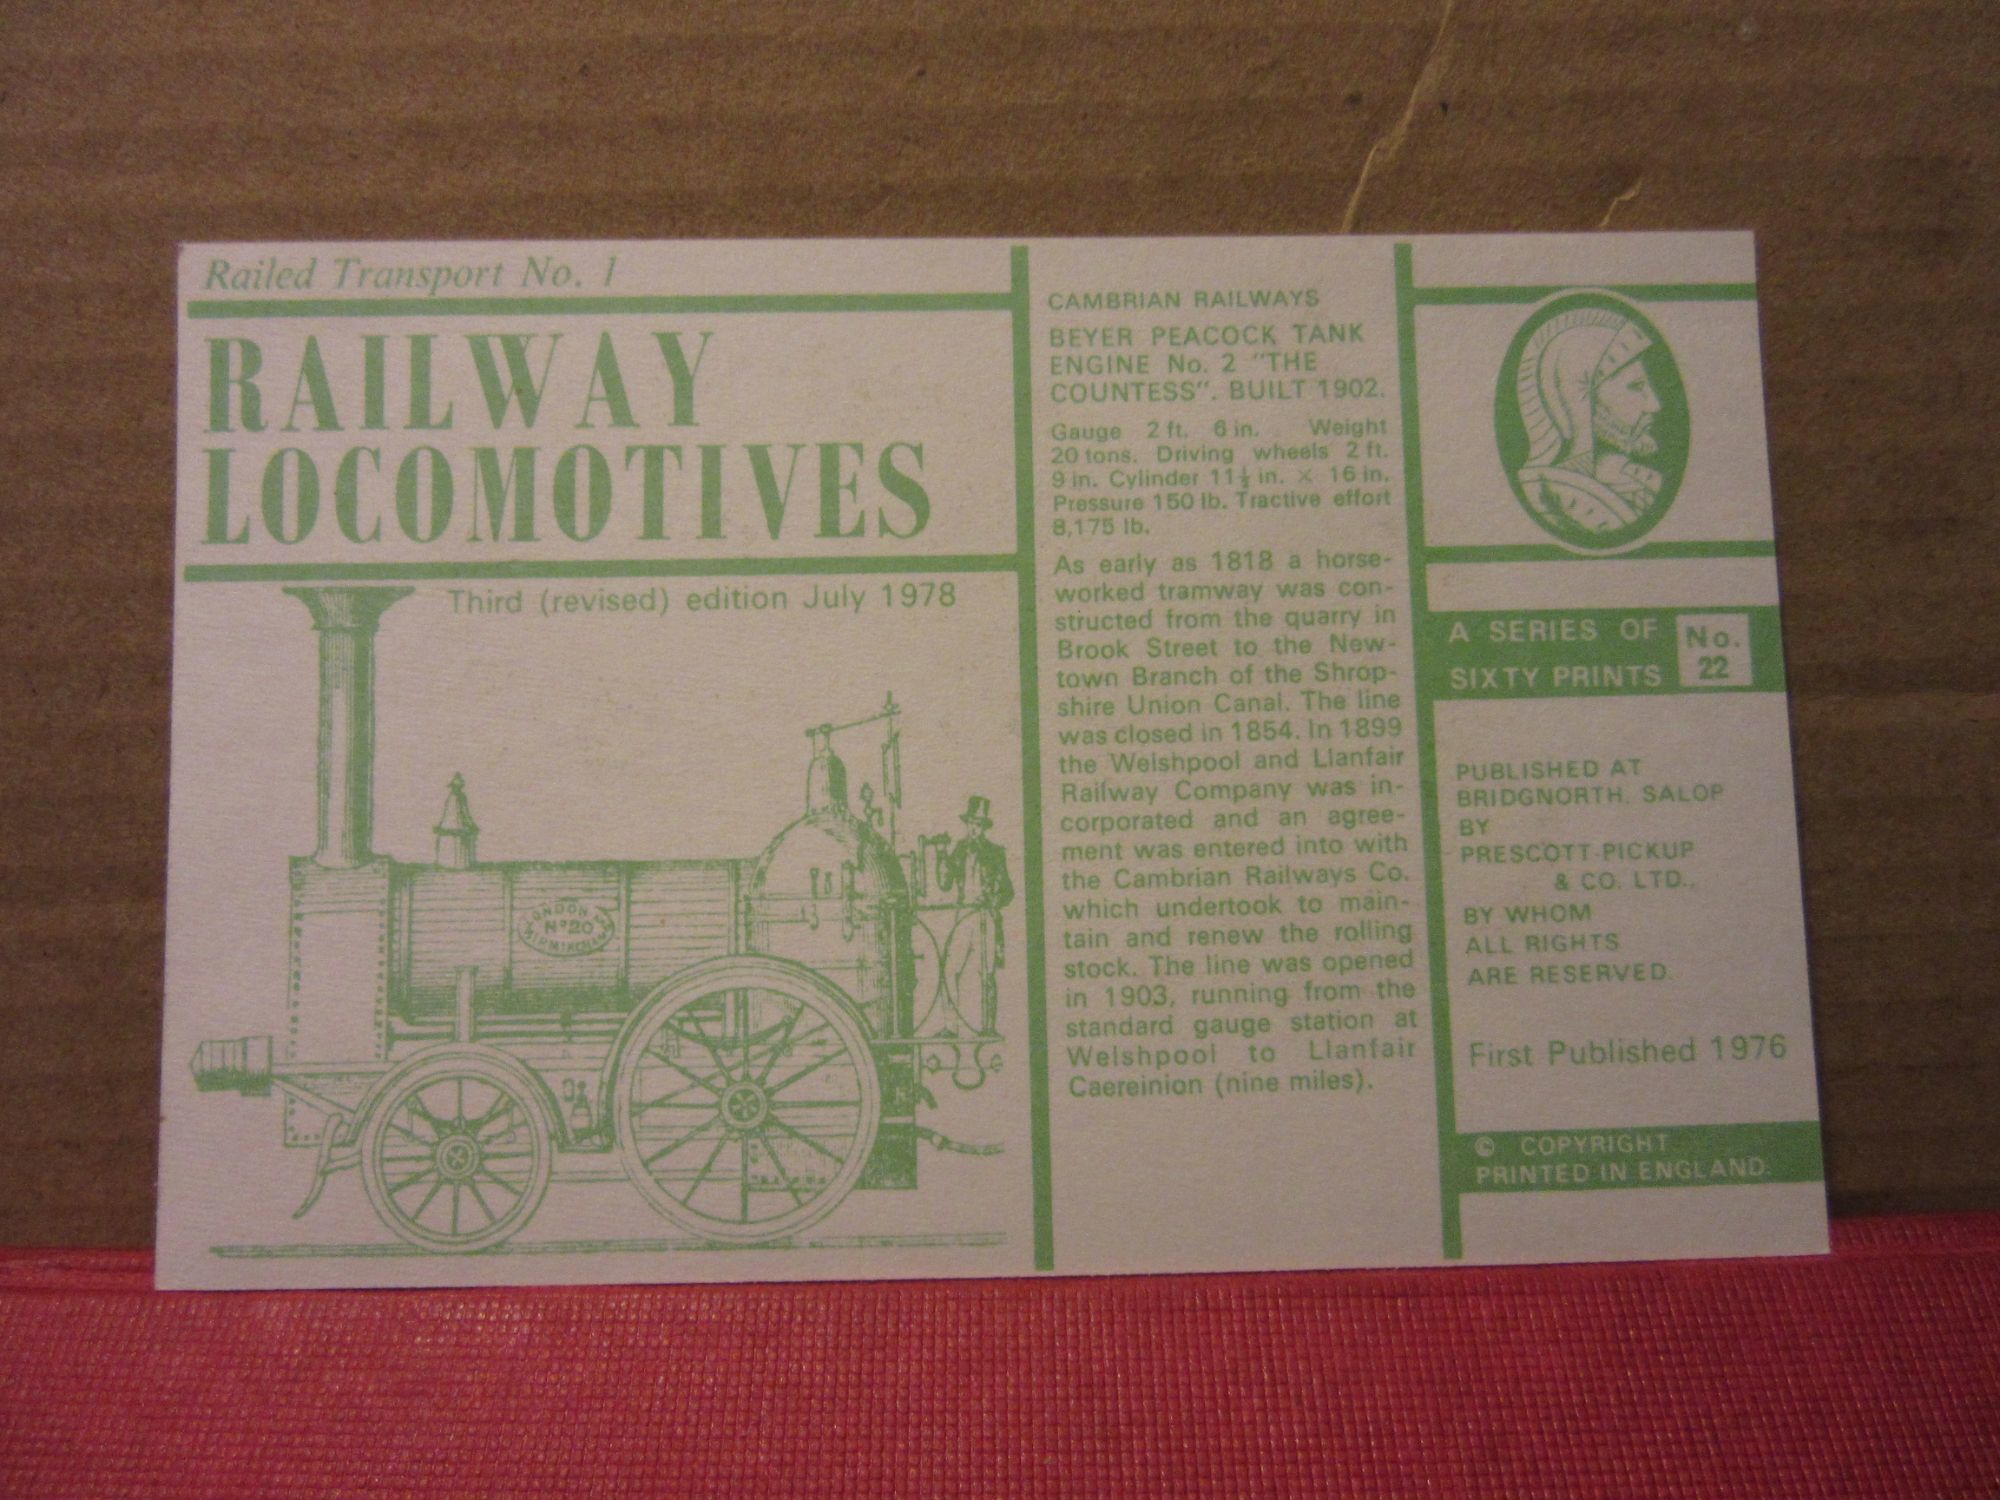 Railed Transport No. 1
RAILWAY
LOCOMOTIVES
Third (revised) edition July 1978
LONDON &
No 20
BIRMINGHAM
CAMBRIAN RAILWAYS
BEYER PEACOCK TANK
ENGINE No. 2 "THE
COUNTESS". BUILT 1902.
Gauge 2 ft. 6 in. Weight
20 tons. Driving wheels 2 ft.
9 in. Cylinder 11½ in. × 16 in.
Pressure 150 lb. Tractive effort
8,175 lb.
As early as 1818 a horse-
worked tramway was con-
structed from the quarry in
Brook Street to the New-
town Branch of the Shrop-
shire Union Canal. The line
was closed in 1854. In 1899
the Welshpool and Llanfair
Railway Company was in-
corporated and an agree-
ment was entered into with
the Cambrian Railways Co.
which undertook to main-
tain and renew the rolling
stock. The line was opened
in 1903, running from the
standard gauge station at
Welshpool to Llanfair
Caereinion (nine miles).
A SERIES OF
SIXTY PRINTS
No.
22
PUBLISHED AT
BRIDGNORTH, SALOP
BY
PRESCOTT-PICKUP
& CO. LTD.,
BY WHOM
ALL RIGHTS
ARE RESERVED.
First Published 1976
© COPYRIGHT
PRINTED IN ENGLAND.